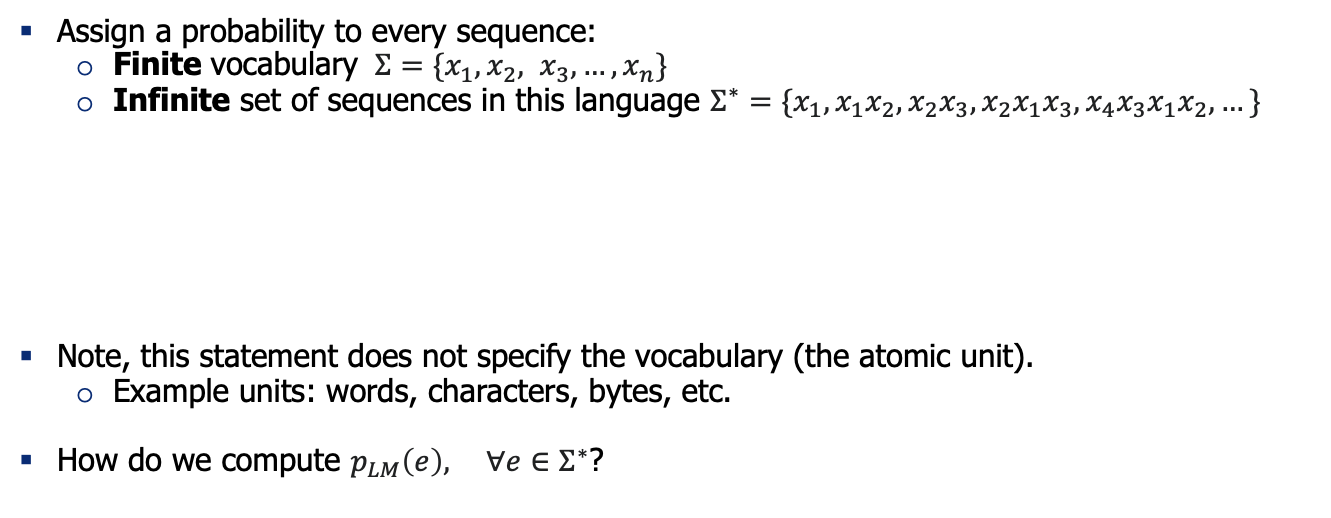 ▪ Assign a probability to every sequence:
o Finite vocabulary Σ = {x₁, x₂, x₃, … , xₙ}
o Infinite set of sequences in this language Σ* = {x₁, x₁x₂, x₂x₃, x₂x₁x₃, x₄x₃x₁x₂, … }
▪ Note, this statement does not specify the vocabulary (the atomic unit).
o Example units: words, characters, bytes, etc.
▪ How do we compute p_LM(e), ∀e ∈ Σ*?